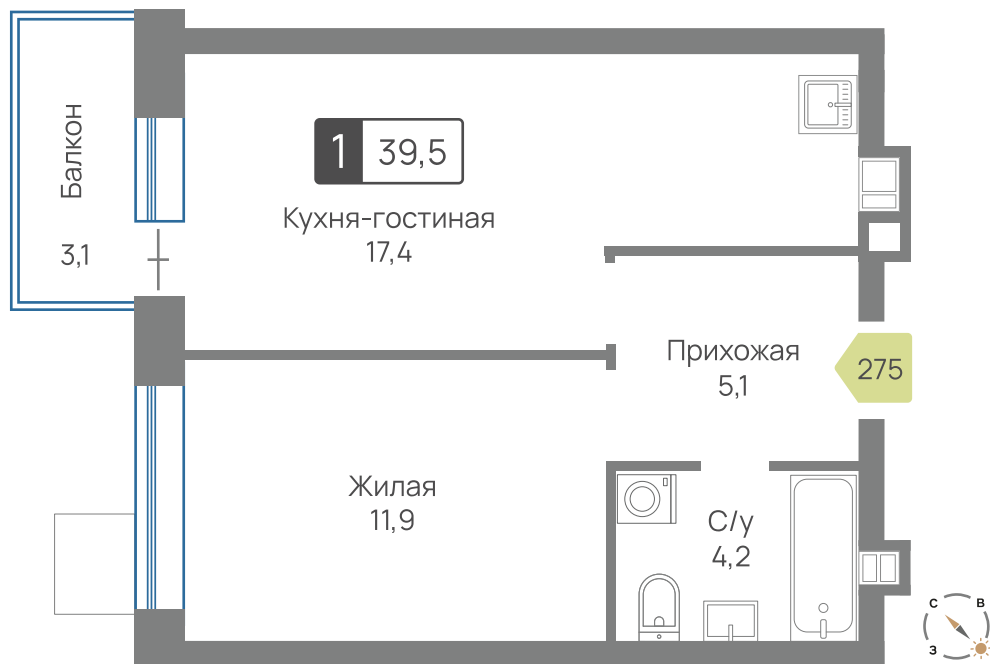 Балкон
3,1
1 39,5
Кухня-гостиная
17,4
Прихожая
5,1
275
Жилая
11,9
С/у
4,2
С В
З